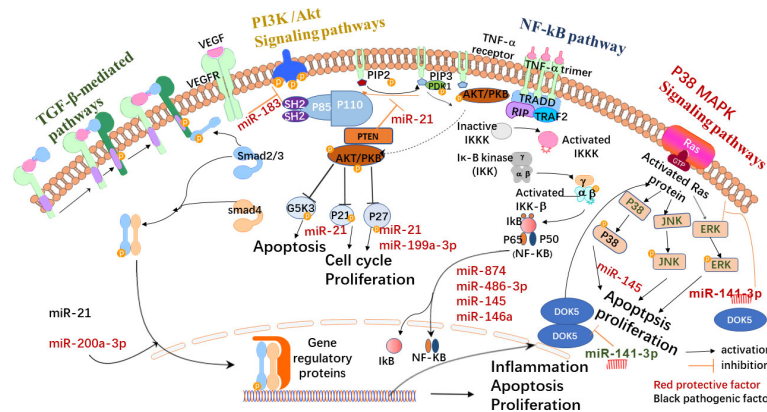 TGF-β-mediated
pathways
VEGF
VEGFR
PI3K /Akt
Signaling pathways
miR-183
P
P
P
SH2
SH2
P85
P110
PIP2
P
PIP3
PDK1
P
P
PTEN
miR-21
AKT/PKB
P
AKT/PKB
P
NF-kB pathway
TNF-α
receptor
TNF-α trimer
TRADD
RIP
TRAF2
Inactive
IKKK
Activated
IKKK
Iκ-B kinase
(IKK)
γ
α β
Activated
IKK-β
γ
α β
P
IkB
P65
P50
(NF-KB)
P38 MAPK
Signaling pathways
Ras
GTP
Activated Ras
protein
P38
JNK
ERK
P
P38
P
JNK
P
ERK
miR-145
Apoptpsis
proliferation
miR-141-3p
DOK5
Smad2/3
smad4
P
P
P
G5K3
P
P21
P
P27
P
Apoptosis
miR-21
miR-21
miR-199a-3p
Cell cycle
Proliferation
miR-874
miR-486-3p
miR-145
miR-146a
DOK5
DOK5
miR-141-3p
miR-21
miR-200a-3p
Gene
regulatory
proteins
P
IkB
NF-KB
Inflammation
Apoptosis
Proliferation
activation
inhibition
Red protective factor
Black pathogenic facto